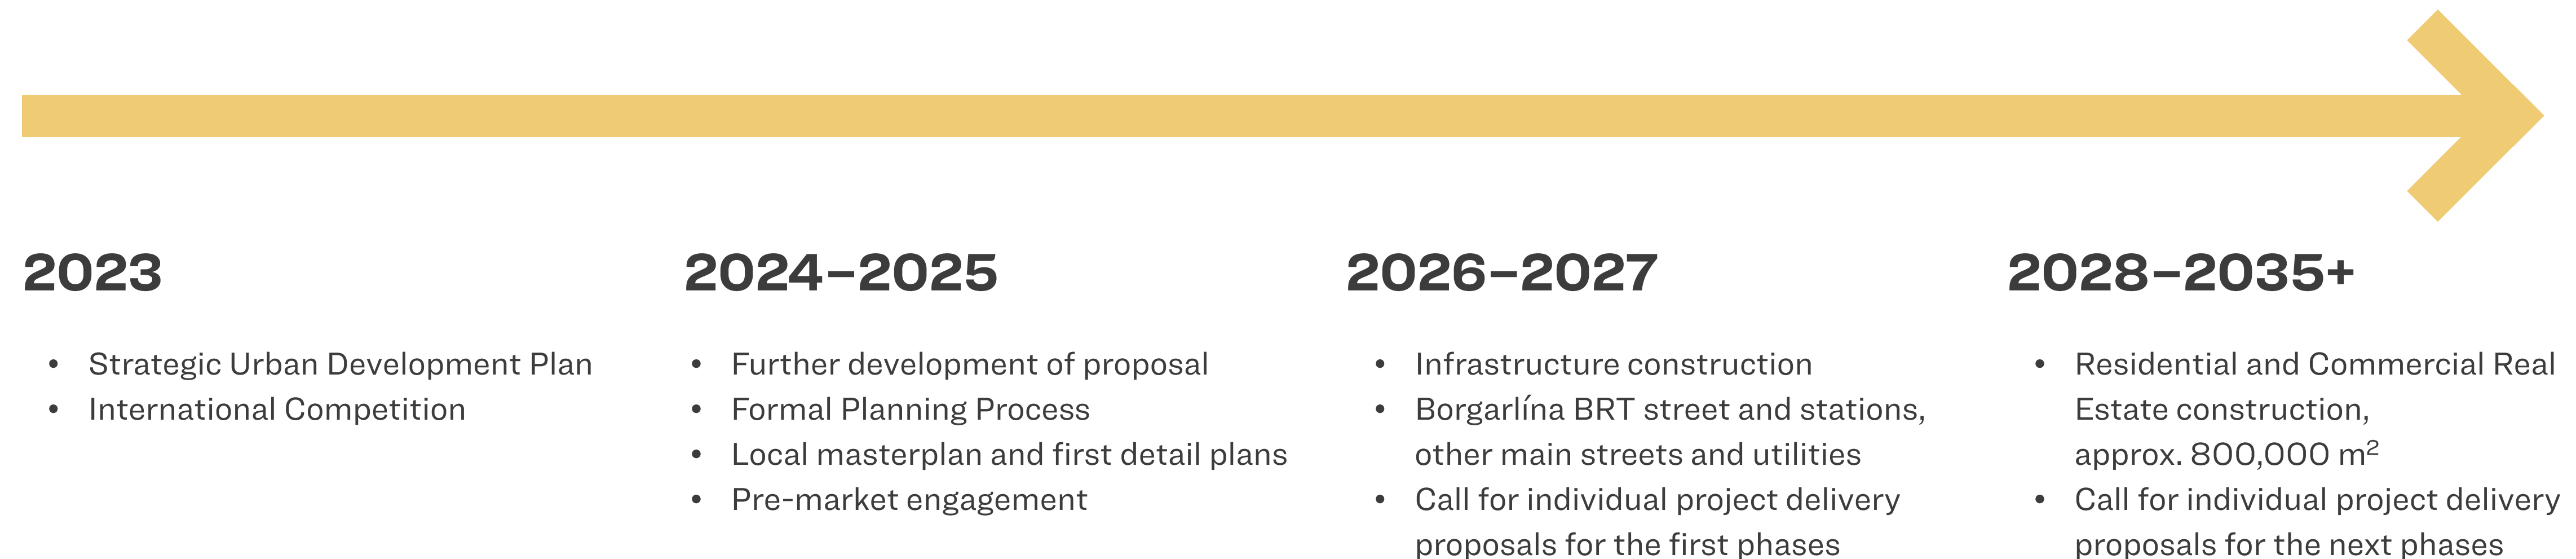 2023
• Strategic Urban Development Plan
• International Competition
2024–2025
• Further development of proposal
• Formal Planning Process
• Local masterplan and first detail plans
• Pre-market engagement
2026–2027
• Infrastructure construction
• Borgarlína BRT street and stations,
other main streets and utilities
• Call for individual project delivery
proposals for the first phases
2028–2035+
• Residential and Commercial Real
Estate construction,
approx. 800,000 m²
• Call for individual project delivery
proposals for the next phases